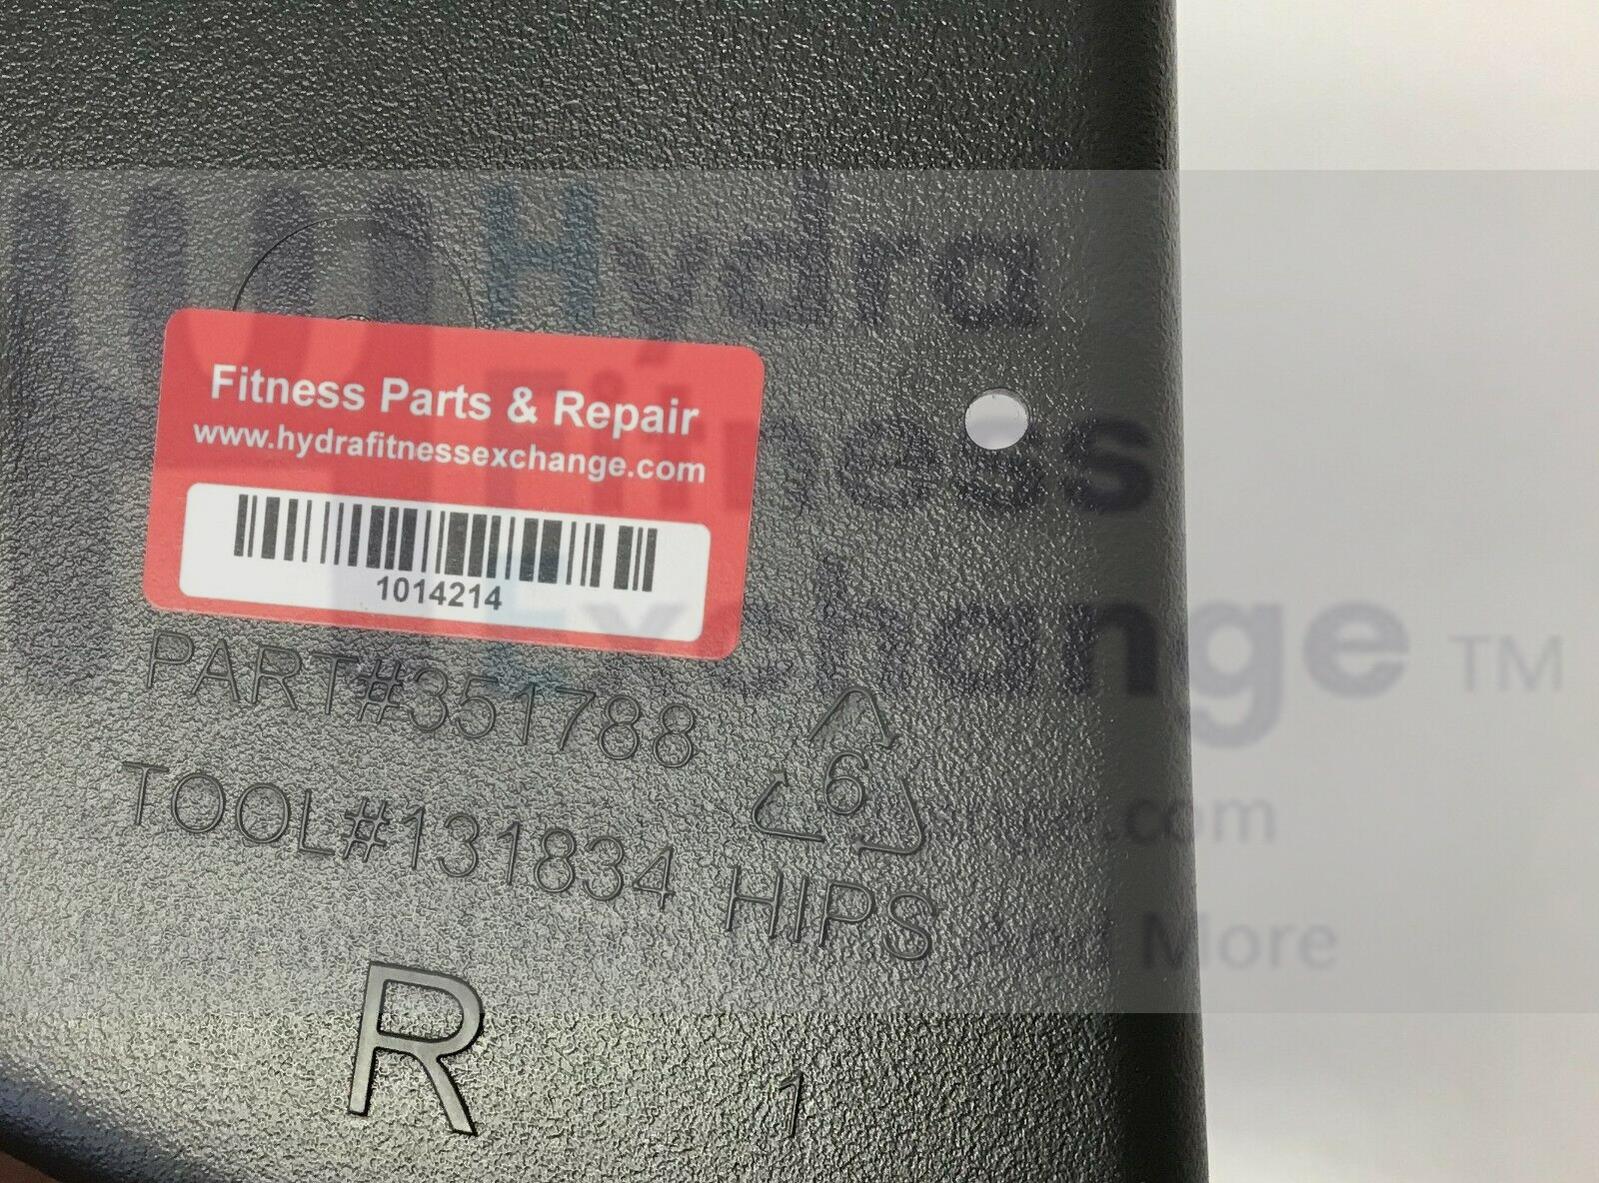 Hydra
Fitness
Exchange TM
Fitness Parts & Repair
www.hydrafitnessexchange.com
1014214
PART#351788
6
TOOL#131834 HIPS
.com
And More
R
1